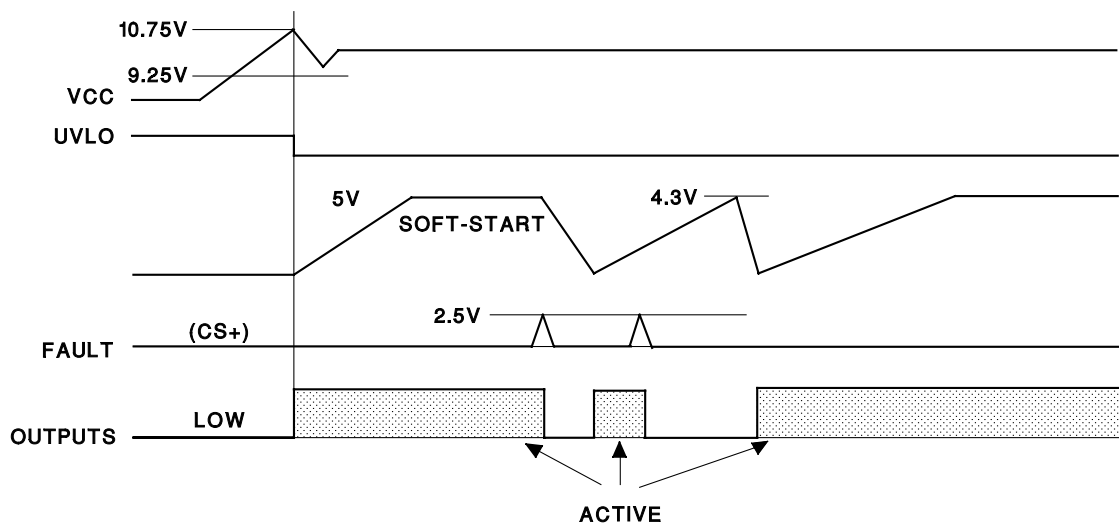 10.75V
9.25V
VCC
UVLO
5V
4.3V
SOFT-START
2.5V
(CS+)
FAULT
LOW
OUTPUTS
ACTIVE